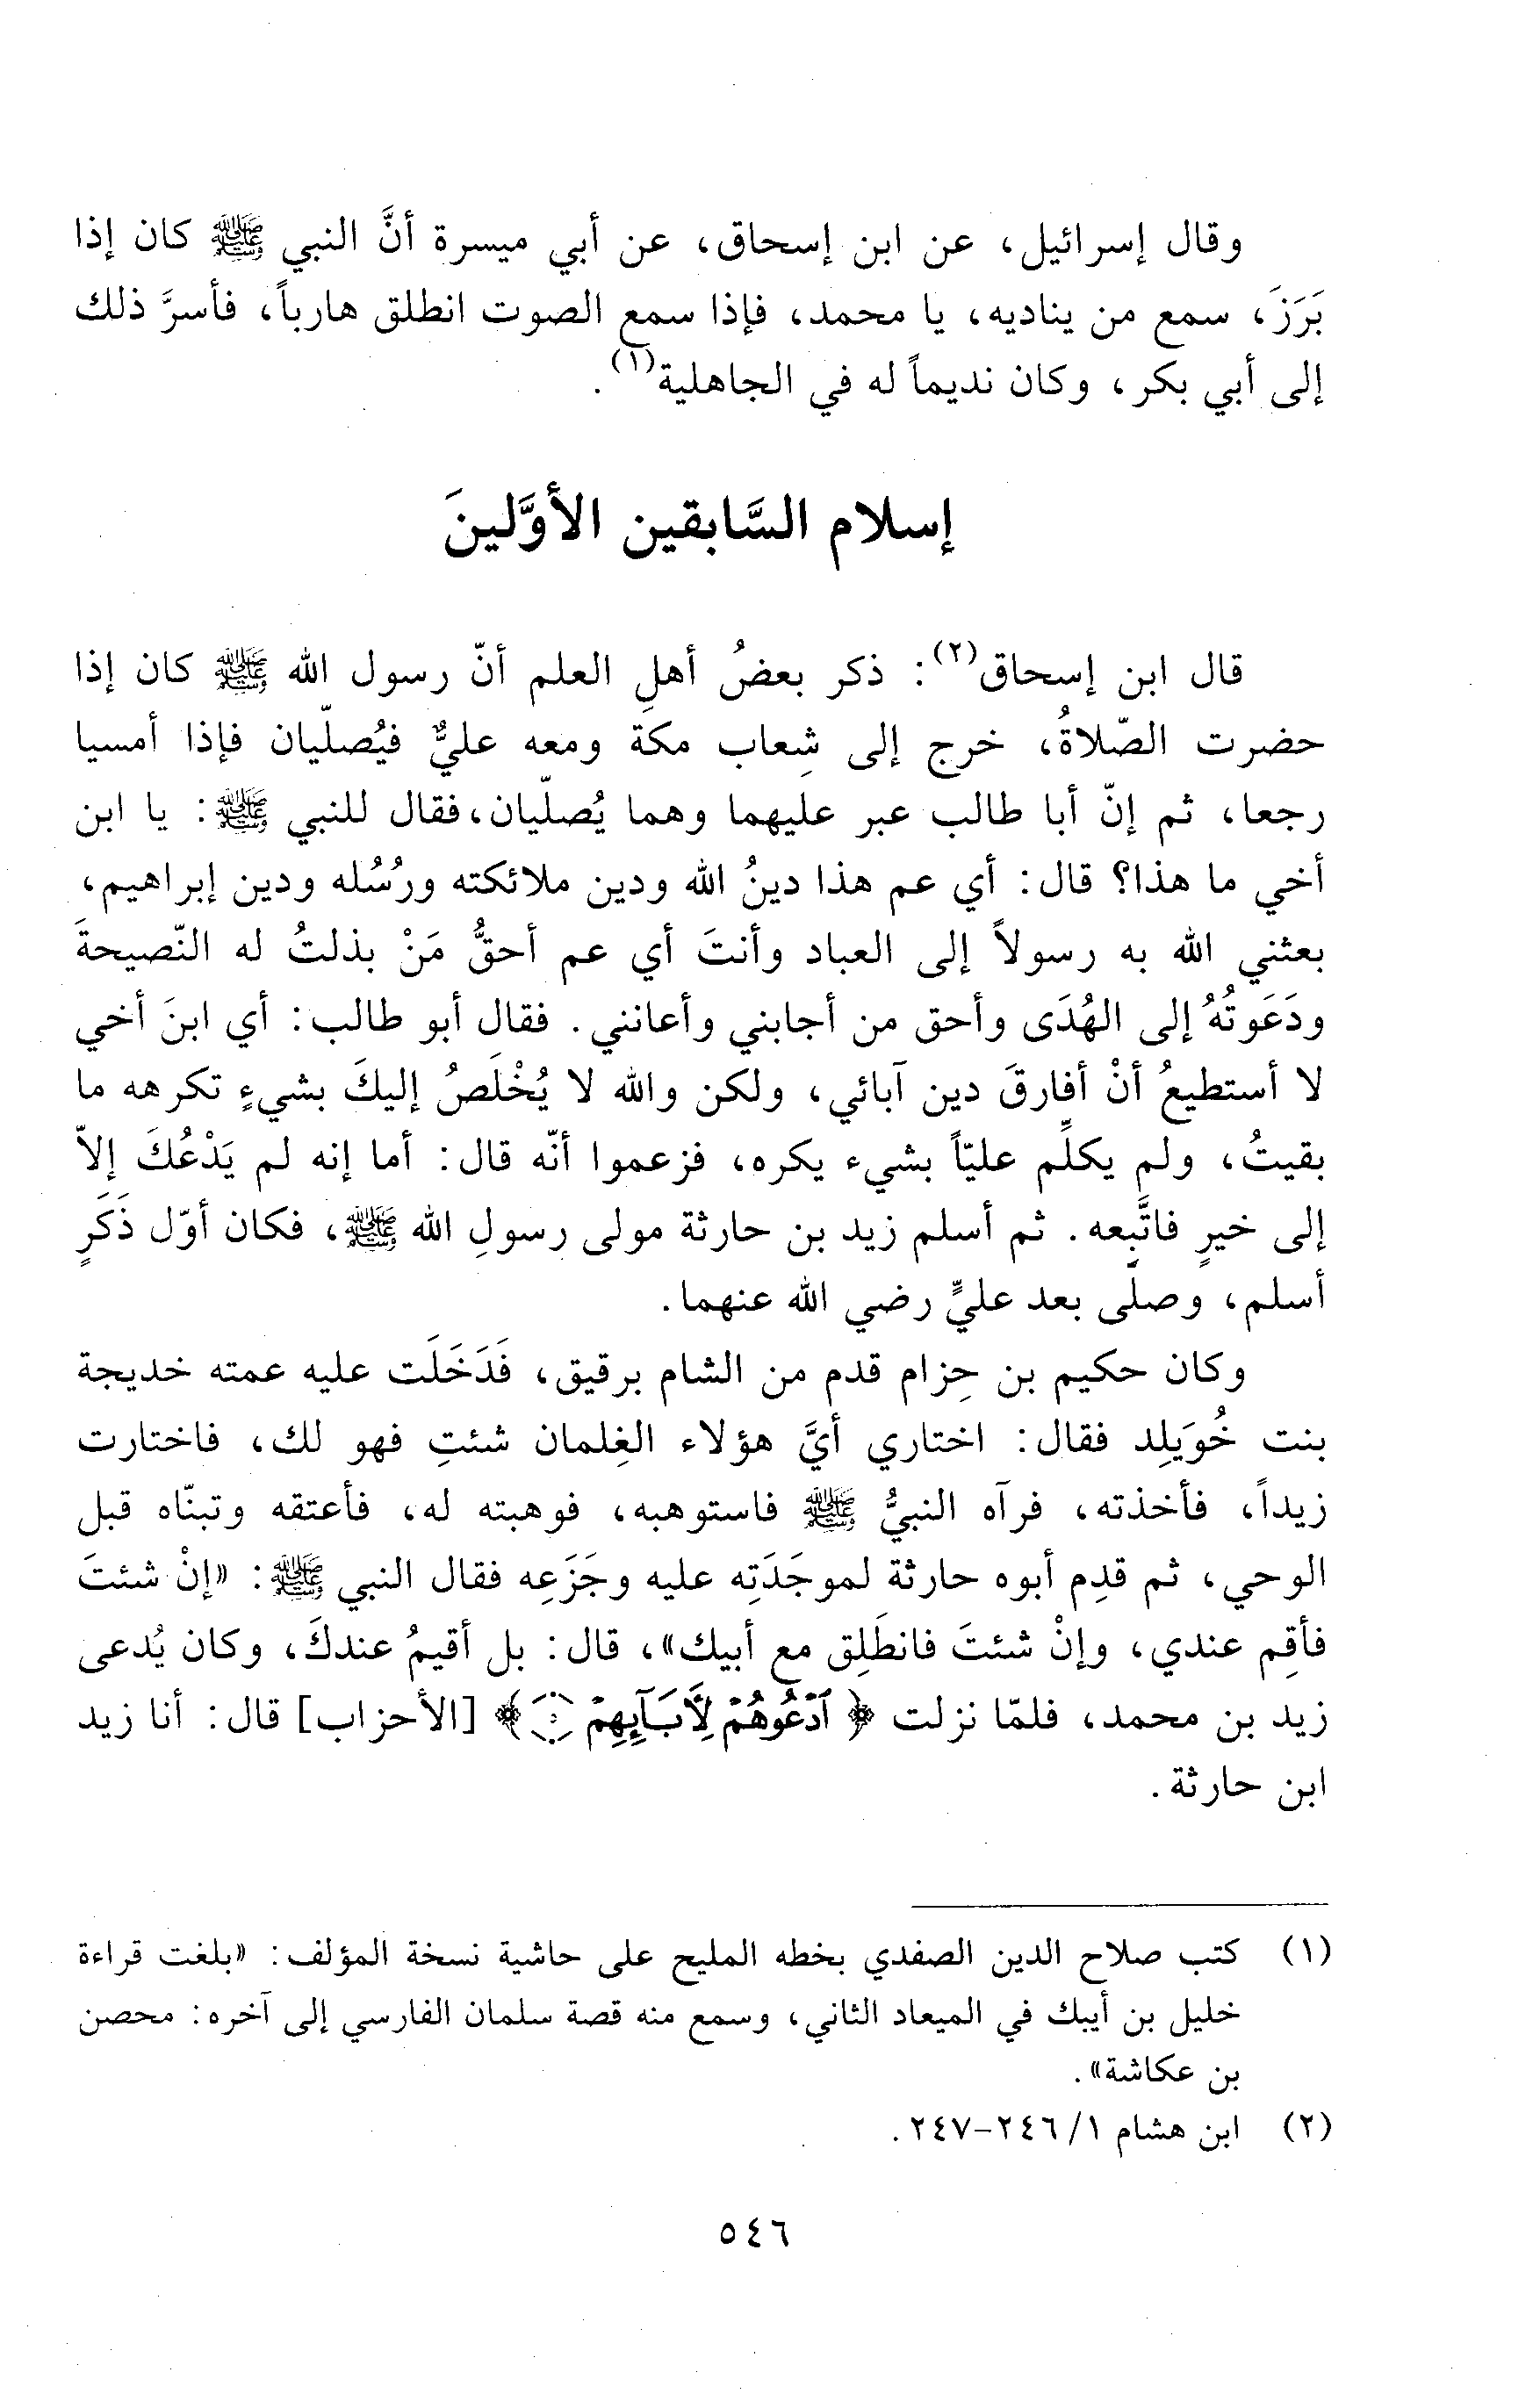 وقال إسرائيل، عن ابن إسحاق، عن أبي ميسرة أنَّ النبي ﷺ كان إذا
بَرَزَ، سمع من يناديه، يا محمد، فإذا سمع الصوت انطلق هارباً، فأسرَّ ذلك
إلى أبي بكر، وكان نديماً له في الجاهلية(١).
إسلام السَّابقين الأوَّلينَ
قال ابن إسحاق(٢): ذكر بعضُ أهلِ العلم أنّ رسول الله ﷺ كان إذا
حضرت الصّلاةُ، خرج إلى شِعاب مكة ومعه عليٌّ فيُصلّيان فإذا أمسيا
رجعا، ثم إنّ أبا طالب عبر عليهما وهما يُصلّيان، فقال للنبي ﷺ: يا ابن
أخي ما هذا؟ قال: أي عم هذا دينُ الله ودين ملائكته ورُسُله ودين إبراهيم،
بعثني الله به رسولاً إلى العباد وأنتَ أي عم أحقُّ مَنْ بذلتُ له النّصيحةَ
ودَعَوتُهُ إلى الهُدَى وأحق من أجابني وأعانني. فقال أبو طالب: أي ابنَ أخي
لا أستطيعُ أنْ أفارقَ دين آبائي، ولكن والله لا يُخْلَصُ إليكَ بشيءٍ تكرهه ما
بقيتُ، ولم يكلِّم عليّاً بشيء يكره، فزعموا أنّه قال: أما إنه لم يَدْعُكَ إلاّ
إلى خيرٍ فاتَّبِعه. ثم أسلم زيد بن حارثة مولى رسولِ الله ﷺ، فكان أوّل ذَكَرٍ
أسلم، وصلّى بعد عليٍّ رضي الله عنهما.
وكان حكيم بن حِزام قدم من الشام برقيق، فَدَخَلَت عليه عمته خديجة
بنت خُوَيلِد فقال: اختاري أيَّ هؤلاء الغِلمان شئتِ فهو لك، فاختارت
زيداً، فأخذته، فرآه النبيُّ ﷺ فاستوهبه، فوهبته له، فأعتقه وتبنّاه قبل
الوحي، ثم قدِم أبوه حارثة لموجَدَتِه عليه وجَزَعِه فقال النبي ﷺ: «إنْ شئتَ
فأقِم عندي، وإنْ شئتَ فانطَلِق مع أبيك»، قال: بل أقيمُ عندكَ، وكان يُدعى
زيد بن محمد، فلمّا نزلت ﴿ٱدْعُوهُمْ لِأَبَآبِهِمْ ۝﴾ [الأحزاب] قال: أنا زيد
ابن حارثة.
(١) كتب صلاح الدين الصفدي بخطه المليح على حاشية نسخة المؤلف: «بلغت قراءة
خليل بن أيبك في الميعاد الثاني، وسمع منه قصة سلمان الفارسي إلى آخره: محصن
بن عكاشة».
(٢) ابن هشام ١/ ٢٤٦-٢٤٧.
٥٤٦